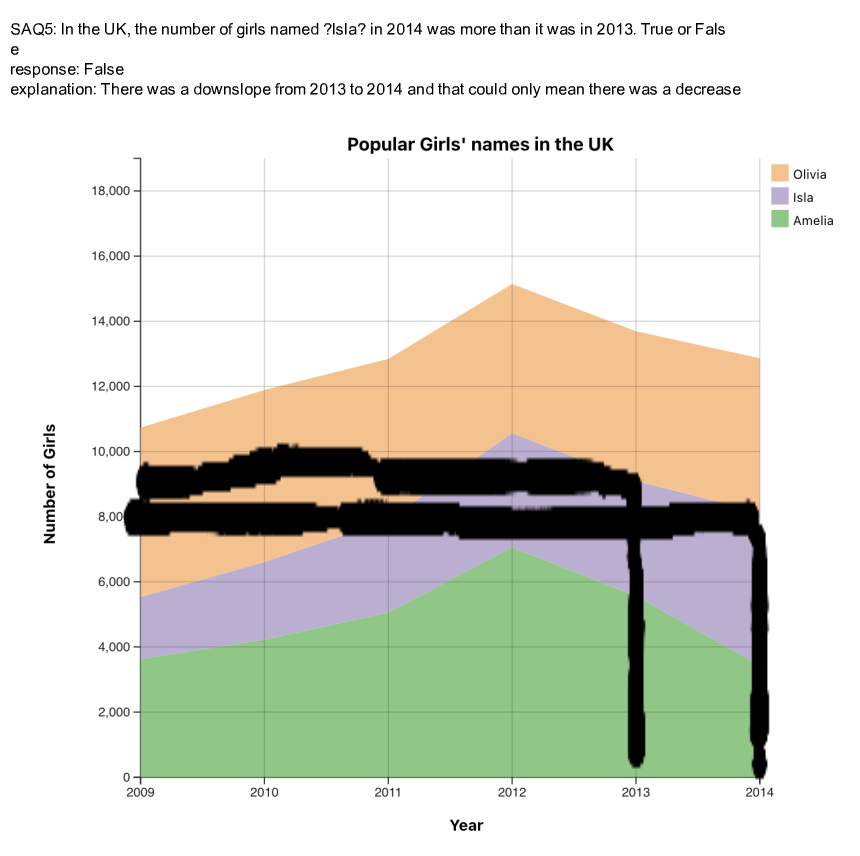 SAQ5: In the UK, the number of girls named ?Isla? in 2014 was more than it was in 2013. True or Fals
e
response: False
explanation: There was a downslope from 2013 to 2014 and that could only mean there was a decrease
Popular Girls' names in the UK
Olivia
Isla
Amelia
18,000
16,000
14,000
12,000
10,000
8,00
6,000
4,000
2,000
0
Number of Girls
2009 2010 2011 2012 2013 2014
Year